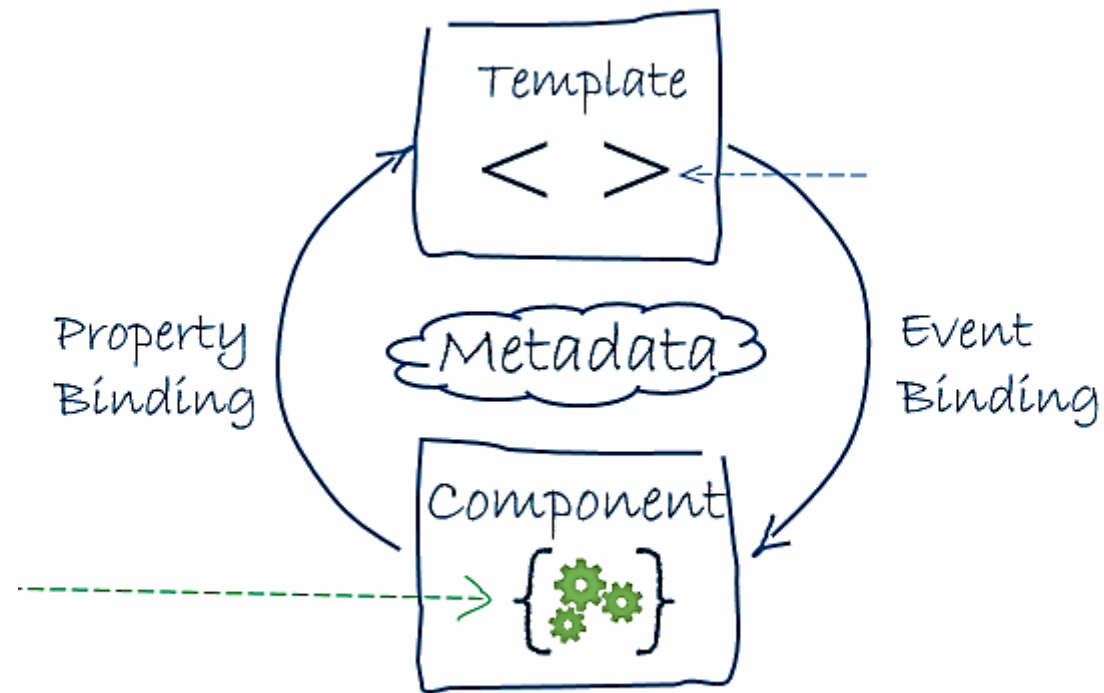 Template
< >
Property
Binding
Metadata
Event
Binding
Component
{ }